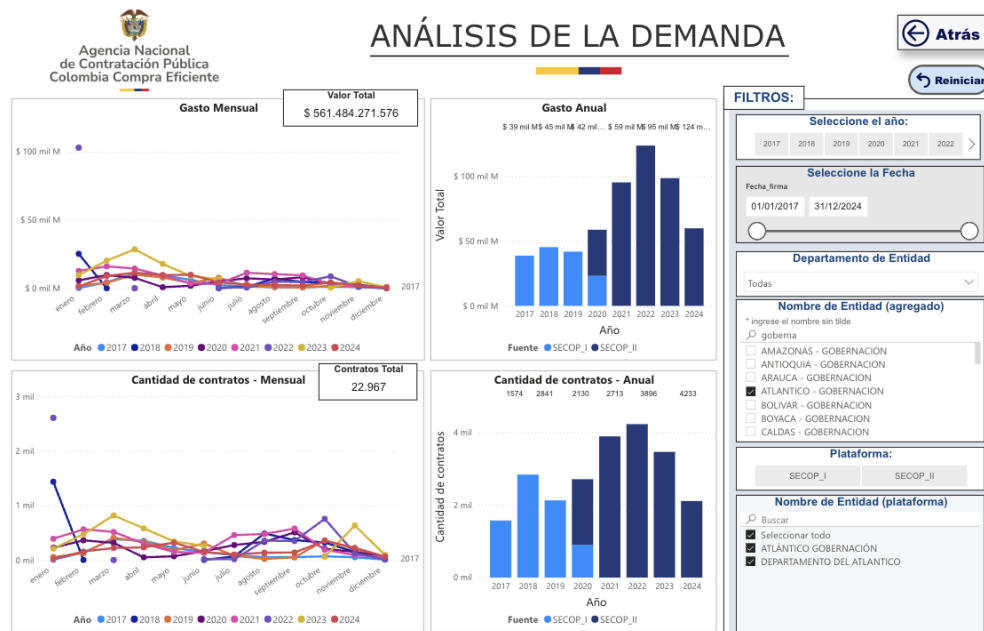 Agencia Nacional
de Contratación Pública
Colombia Compra Eficiente
ANÁLISIS DE LA DEMANDA
Atrás
Reiniciar
Gasto Mensual
Valor Total
$ 561.484.271.576
$ 100 mil M
$ 50 mil M
$ 0 mil M
2017
enero
febrero
marzo
abril
mayo
junio
julio
agosto
septiembre
octubre
noviembre
diciembre
Año 2017 2018 2019 2020 2021 2022 2023 2024
Gasto Anual
$ 39 mil M $ 45 mil M $ 42 mil... $ 59 mil M $ 95 mil M $ 124 m...
Valor Total
$ 100 mil M
$ 50 mil M
$ 0 mil M
2017 2018 2019 2020 2021 2022 2023 2024
Año
Fuente SECOP_I SECOP_II
Cantidad de contratos - Mensual
Contratos Total
22.967
3 mil
2 mil
1 mil
0 mil
2017
enero
febrero
marzo
abril
mayo
junio
julio
agosto
septiembre
octubre
noviembre
diciembre
Año 2017 2018 2019 2020 2021 2022 2023 2024
Cantidad de contratos - Anual
1574 2841 2130 2713 3896 4233
Cantidad de contratos
4 mil
2 mil
0 mil
2017 2018 2019 2020 2021 2022 2023 2024
Año
Fuente SECOP_I SECOP_II
FILTROS:
Seleccione el año:
2017 2018 2019 2020 2021 2022
Seleccione la Fecha
Fecha_firma
01/01/2017 31/12/2024
Departamento de Entidad
Todas
Nombre de Entidad (agregado)
* ingrese el nombre sin tilde
goberna
AMAZONAS - GOBERNACION
ANTIOQUIA - GOBERNACION
ARAUCA - GOBERNACION
ATLANTICO - GOBERNACION
BOLIVAR - GOBERNACION
BOYACA - GOBERNACION
CALDAS - GOBERNACION
Plataforma:
SECOP_I SECOP_II
Nombre de Entidad (plataforma)
Buscar
Seleccionar todo
ATLÁNTICO GOBERNACIÓN
DEPARTAMENTO DEL ATLANTICO